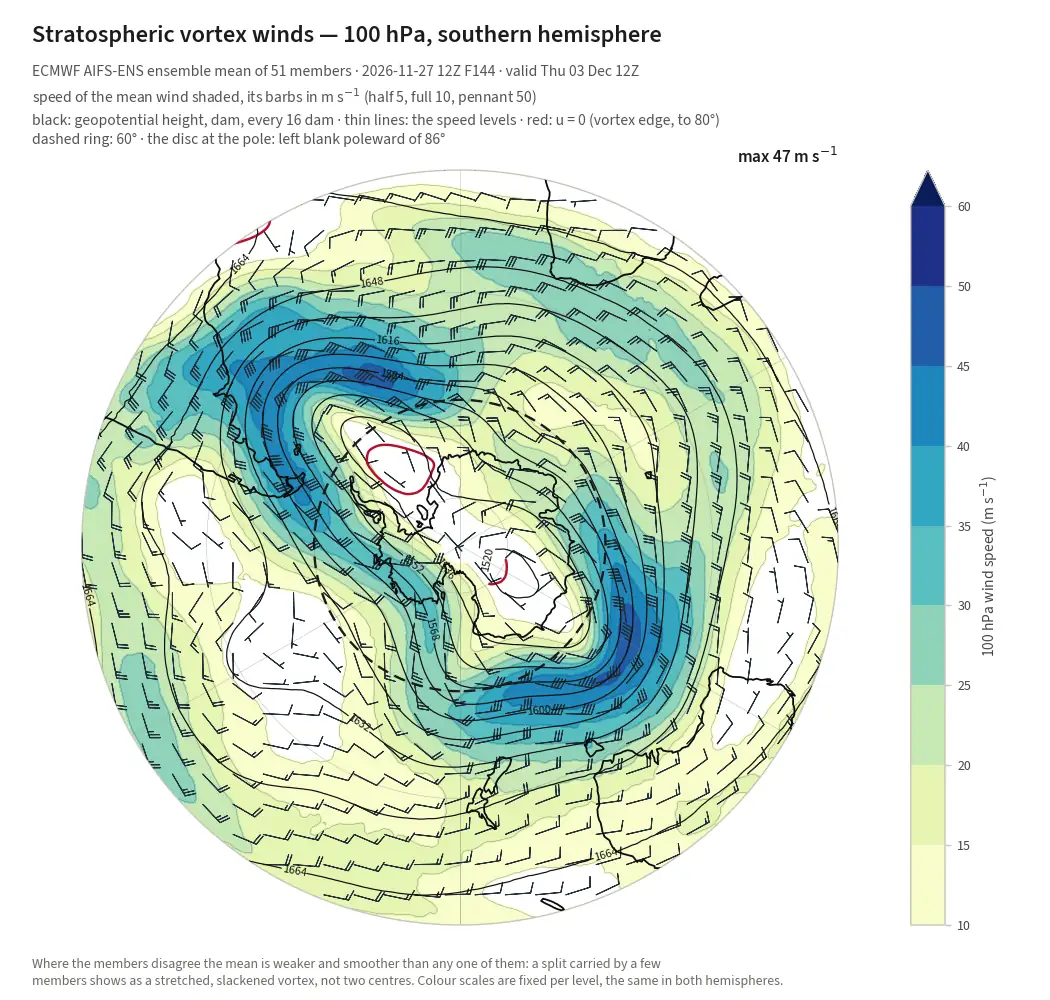 Stratospheric vortex winds — 100 hPa, southern hemisphere
ECMWF AIFS-ENS ensemble mean of 51 members · 2026-11-27 12Z F144 · valid Thu 03 Dec 12Z
speed of the mean wind shaded, its barbs in m s⁻¹ (half 5, full 10, pennant 50)
black: geopotential height, dam, every 16 dam · thin lines: the speed levels · red: u = 0 (vortex edge, to 80°)
dashed ring: 60° · the disc at the pole: left blank poleward of 86°
max 47 m s⁻¹
60
50
45
40
35
30
25
20
15
10
100 hPa wind speed (m s⁻¹)
1664
1648
1616
1584
1520
1568
1664
1600
1632
1664
1664
Where the members disagree the mean is weaker and smoother than any one of them: a split carried by a few
members shows as a stretched, slackened vortex, not two centres. Colour scales are fixed per level, the same in both hemispheres.